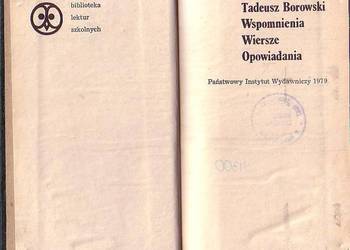 biblioteka
lektur
szkolnych
Tadeusz Borowski
Wspomnienia
Wiersze
Opowiadania
Państwowy Instytut Wydawniczy 1979